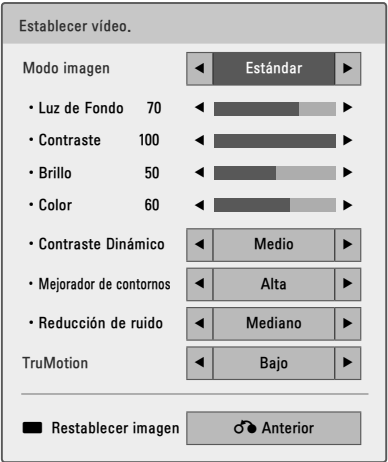 Establecer vídeo.
Modo imagen ◀ Estándar ▶
• Luz de Fondo 70
• Contraste 100
• Brillo 50
• Color 60
• Contraste Dinámico ◀ Medio ▶
• Mejorador de contornos ◀ Alta ▶
• Reducción de ruido ◀ Mediano ▶
TruMotion ◀ Bajo ▶
Restablecer imagen Anterior